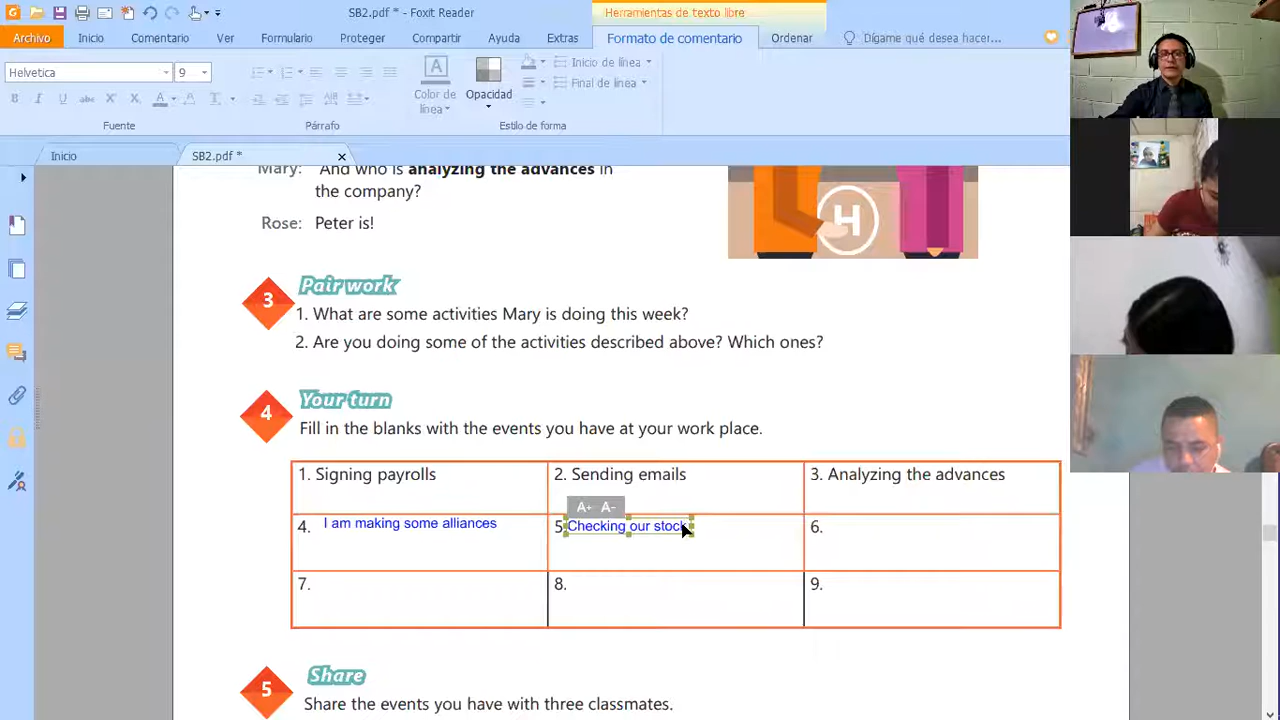 SB2.pdf * - Foxit Reader
Herramientas de texto libre
Archivo
Inicio
Comentario
Ver
Formulario
Proteger
Compartir
Ayuda
Extras
Formato de comentario
Ordenar
Dígame qué desea hacer...
Helvetica
9
Color de línea
Opacidad
Inicio de línea
Final de línea
Fuente
Párrafo
Estilo de forma
Inicio
SB2.pdf *
Mary: And who is analyzing the advances in
the company?
Rose: Peter is!
H
3
Pair work
1. What are some activities Mary is doing this week?
2. Are you doing some of the activities described above? Which ones?
4
Your turn
Fill in the blanks with the events you have at your work place.
1. Signing payrolls
2. Sending emails
3. Analyzing the advances
A+ A-
4. I am making some alliances
5 Checking our stock
6.
7.
8.
9.
5
Share
Share the events you have with three classmates.